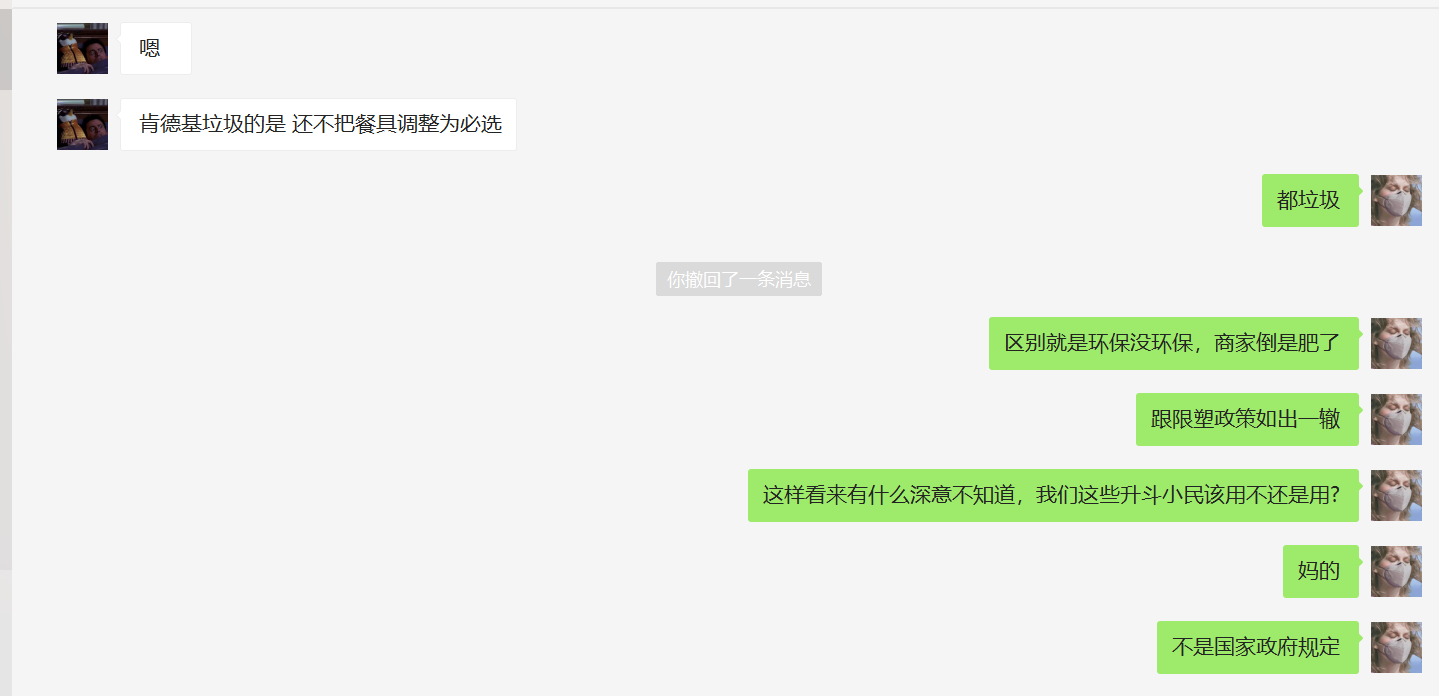 嗯
肯德基垃圾的是 还不把餐具调整为必选
都垃圾
你撤回了一条消息
区别就是环保没环保，商家倒是肥了
跟限塑政策如出一辙
这样看来有什么深意不知道，我们这些升斗小民该用不还是用?
妈的
不是国家政府规定